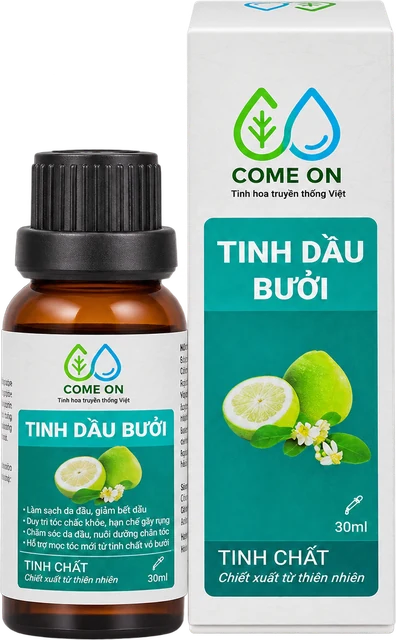 COME ON
Tinh hoa truyền thống Việt
TINH DẦU
BƯỞI
30ml
TINH CHẤT
Chiết xuất từ thiên nhiên
COME ON
Tinh hoa truyền thống Việt
TINH DẦU BƯỞI
• Làm sạch da đầu, giảm bết dầu
• Duy trì tóc chắc khỏe, hạn chế gãy rụng
• Chăm sóc da đầu, nuôi dưỡng chân tóc
• Hỗ trợ mọc tóc mới từ tinh chất vỏ bưởi
TINH CHẤT
Chiết xuất từ thiên nhiên
30ml